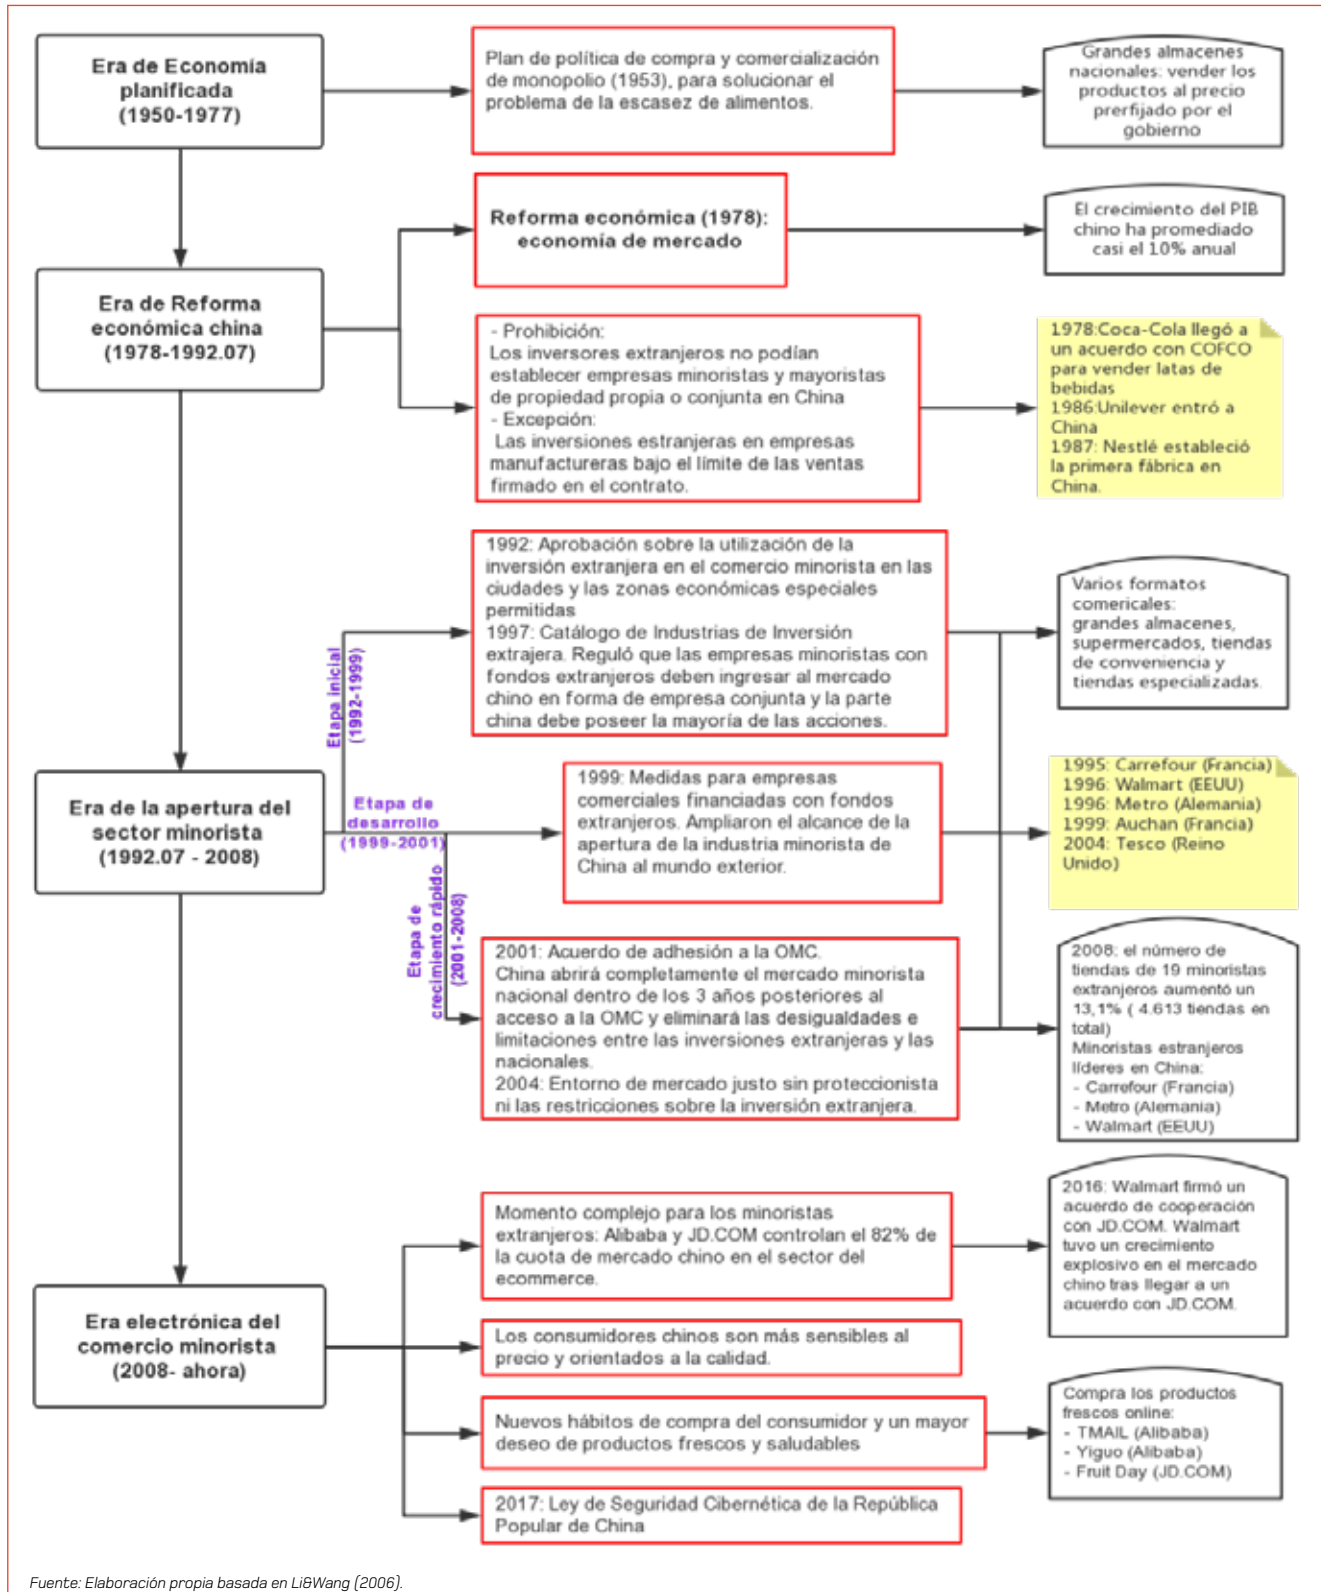 Era de Economía
planificada
(1950-1977)
Plan de política de compra y comercialización
de monopolio (1953), para solucionar el
problema de la escasez de alimentos.
Grandes almacenes
nacionales: vender los
productos al precio
prerfijado por el
gobierno
Reforma económica (1978):
economía de mercado
El crecimiento del PIB
chino ha promediado
casi el 10% anual
Era de Reforma
económica china
(1978-1992.07)
- Prohibición:
Los inversores extranjeros no podían
establecer empresas minoristas y mayoristas
de propiedad propia o conjunta en China
- Excepción:
Las inversiones estranjeras en empresas
manufactureras bajo el límite de las ventas
firmado en el contrato.
1978:Coca-Cola llegó a
un acuerdo con COFCO
para vender latas de
bebidas
1986:Unilever entró a
China
1987: Nestlé estableció
la primera fábrica en
China.
Etapa inicial
(1992-1999)
1992: Aprobación sobre la utilización de la
inversión extranjera en el comercio minorista en las
ciudades y las zonas económicas especiales
permitidas
1997: Catálogo de Industrias de Inversión
extrajera. Reguló que las empresas minoristas con
fondos extranjeros deben ingresar al mercado
chino en forma de empresa conjunta y la parte
china debe poseer la mayoría de las acciones.
Varios formatos
comericales:
grandes almacenes,
supermercados, tiendas
de conveniencia y
tiendas especializadas.
Era de la apertura del
sector minorista
(1992.07 - 2008)
Etapa de
desarrollo
(1999-2001)
1999: Medidas para empresas
comerciales financiadas con fondos
extranjeros. Ampliaron el alcance de la
apertura de la industria minorista de
China al mundo exterior.
1995: Carrefour (Francia)
1996: Walmart (EEUU)
1996: Metro (Alemania)
1999: Auchan (Francia)
2004: Tesco (Reino
Unido)
Etapa de
crecimiento rápido
(2001-2008)
2001: Acuerdo de adhesión a la OMC.
China abrirá completamente el mercado minorista
nacional dentro de los 3 años posteriores al
acceso a la OMC y eliminará las desigualdades e
limitaciones entre las inversiones extranjeras y las
nacionales.
2004: Entorno de mercado justo sin proteccionista
ni las restricciones sobre la inversión extranjera.
2008: el número de
tiendas de 19 minoristas
extranjeros aumentó un
13,1% ( 4.613 tiendas en
total)
Minoristas estranjeros
líderes en China:
- Carrefour (Francia)
- Metro (Alemania)
- Walmart (EEUU)
Era electrónica del
comercio minorista
(2008- ahora)
Momento complejo para los minoristas
extranjeros: Alibaba y JD.COM controlan el 82% de
la cuota de mercado chino en el sector del
ecommerce.
2016: Walmart firmó un
acuerdo de cooperación
con JD.COM. Walmart
tuvo un crecimiento
explosivo en el mercado
chino tras llegar a un
acuerdo con JD.COM.
Los consumidores chinos son más sensibles al
precio y orientados a la calidad.
Nuevos hábitos de compra del consumidor y un mayor
deseo de productos frescos y saludables
Compra los productos
frescos online:
- TMAIL (Alibaba)
- Yiguo (Alibaba)
- Fruit Day (JD.COM)
2017: Ley de Seguridad Cibernética de la República
Popular de China
Fuente: Elaboración propia basada en Li&Wang (2006).